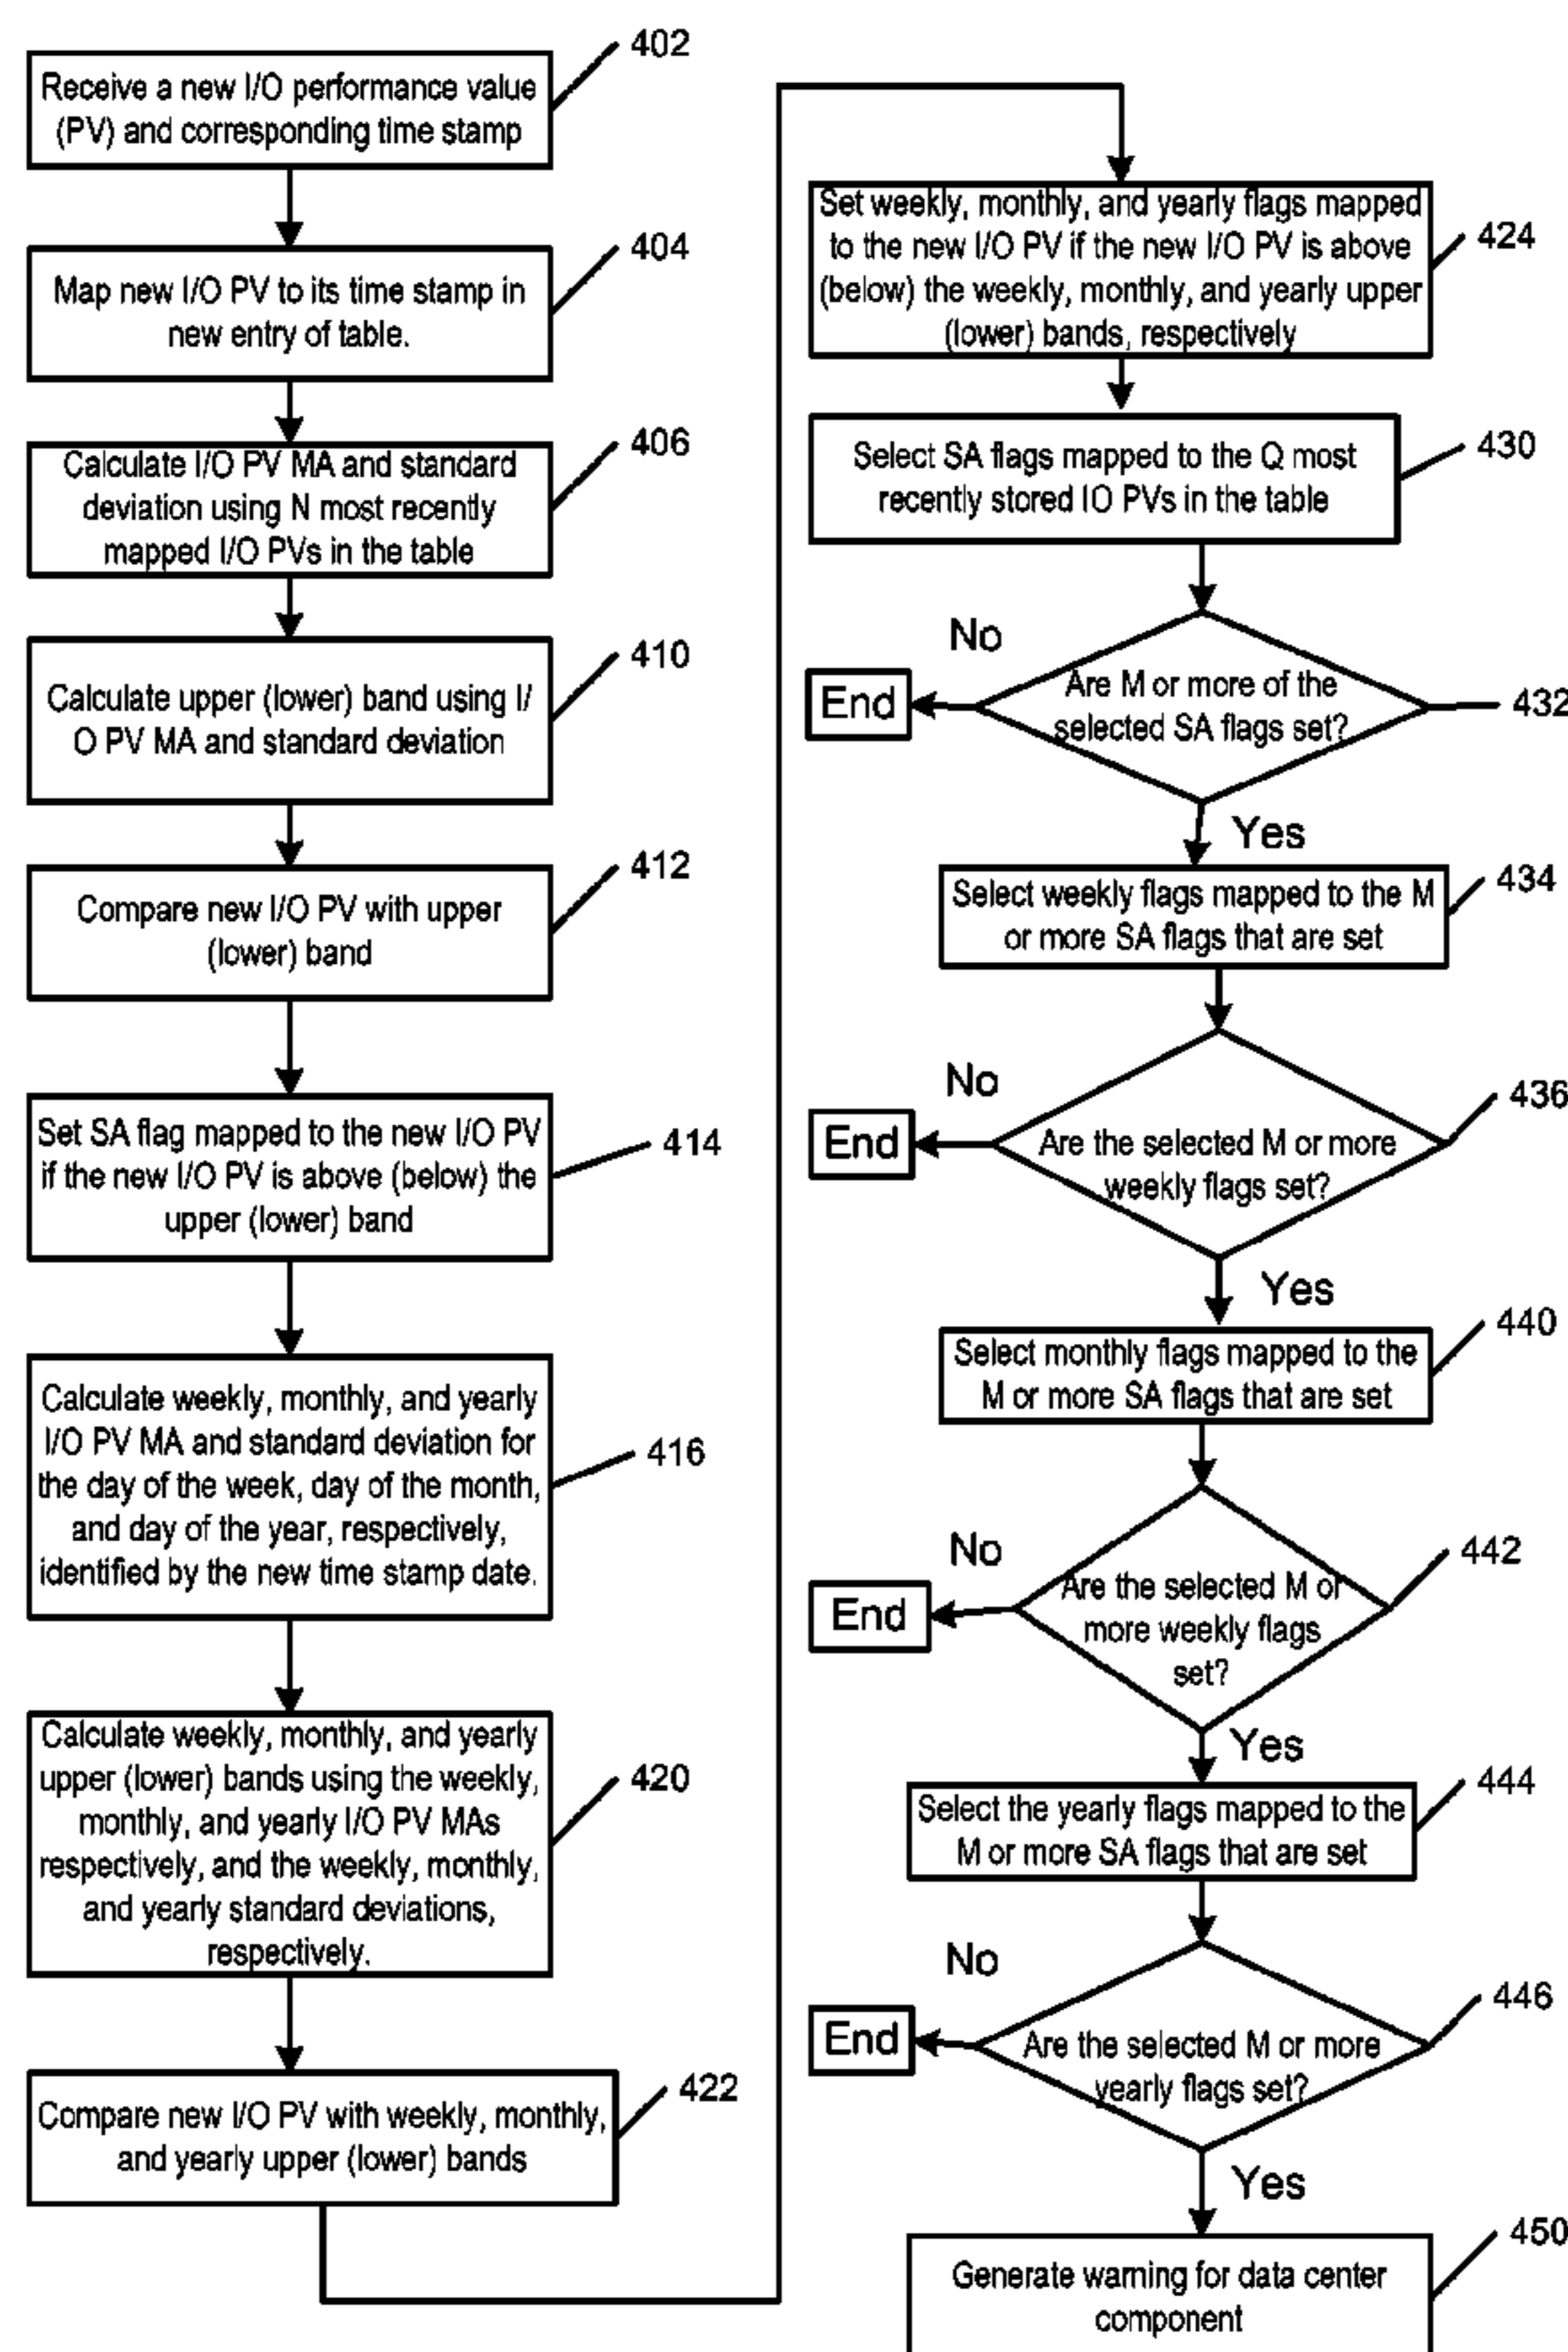 402
Receive a new I/O performance value
(PV) and corresponding time stamp
404
Map new I/O PV to its time stamp in
new entry of table.
406
Calculate I/O PV MA and standard
deviation using N most recently
mapped I/O PVs in the table
410
Calculate upper (lower) band using I/
O PV MA and standard deviation
412
Compare new I/O PV with upper
(lower) band
Set SA flag mapped to the new I/O PV
if the new I/O PV is above (below) the
upper (lower) band
414
Calculate weekly, monthly, and yearly
I/O PV MA and standard deviation for
the day of the week, day of the month,
and day of the year, respectively,
identified by the new time stamp date.
416
Calculate weekly, monthly, and yearly
upper (lower) bands using the weekly,
monthly, and yearly I/O PV MAs
respectively, and the weekly, monthly,
and yearly standard deviations,
respectively.
420
Compare new I/O PV with weekly, monthly,
and yearly upper (lower) bands
422
Set weekly, monthly, and yearly flags mapped
to the new I/O PV if the new I/O PV is above
(below) the weekly, monthly, and yearly upper
(lower) bands, respectively
424
Select SA flags mapped to the Q most
recently stored IO PVs in the table
430
No
End
Are M or more of the
selected SA flags set?
432
Yes
Select weekly flags mapped to the M
or more SA flags that are set
434
No
End
Are the selected M or more
weekly flags set?
436
Yes
Select monthly flags mapped to the
M or more SA flags that are set
440
No
End
Are the selected M or
more weekly flags
set?
442
Yes
Select the yearly flags mapped to the
M or more SA flags that are set
444
No
End
Are the selected M or more
yearly flags set?
446
Yes
Generate warning for data center
component
450